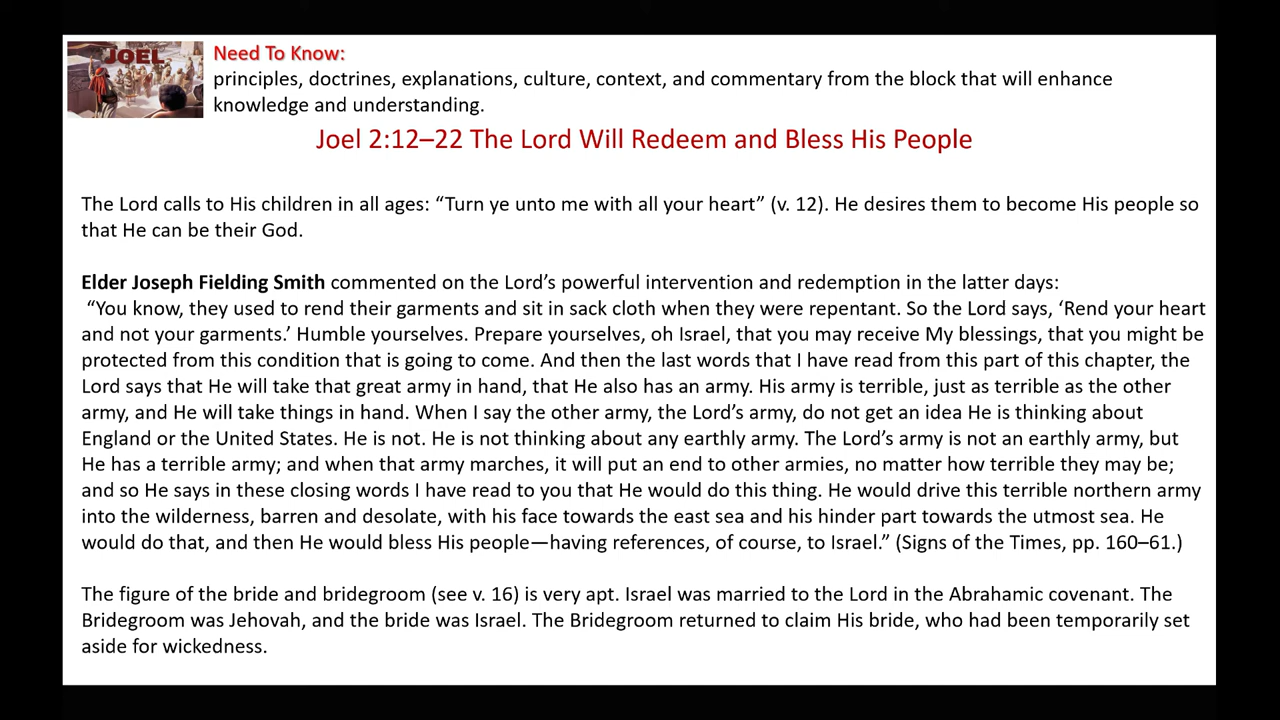 JOEL
Need To Know:
principles, doctrines, explanations, culture, context, and commentary from the block that will enhance
knowledge and understanding.
Joel 2:12–22 The Lord Will Redeem and Bless His People
The Lord calls to His children in all ages: “Turn ye unto me with all your heart” (v. 12). He desires them to become His people so
that He can be their God.
Elder Joseph Fielding Smith commented on the Lord’s powerful intervention and redemption in the latter days:
“You know, they used to rend their garments and sit in sack cloth when they were repentant. So the Lord says, ‘Rend your heart
and not your garments.’ Humble yourselves. Prepare yourselves, oh Israel, that you may receive My blessings, that you might be
protected from this condition that is going to come. And then the last words that I have read from this part of this chapter, the
Lord says that He will take that great army in hand, that He also has an army. His army is terrible, just as terrible as the other
army, and He will take things in hand. When I say the other army, the Lord’s army, do not get an idea He is thinking about
England or the United States. He is not. He is not thinking about any earthly army. The Lord’s army is not an earthly army, but
He has a terrible army; and when that army marches, it will put an end to other armies, no matter how terrible they may be;
and so He says in these closing words I have read to you that He would do this thing. He would drive this terrible northern army
into the wilderness, barren and desolate, with his face towards the east sea and his hinder part towards the utmost sea. He
would do that, and then He would bless His people—having references, of course, to Israel.” (Signs of the Times, pp. 160–61.)
The figure of the bride and bridegroom (see v. 16) is very apt. Israel was married to the Lord in the Abrahamic covenant. The
Bridegroom was Jehovah, and the bride was Israel. The Bridegroom returned to claim His bride, who had been temporarily set
aside for wickedness.